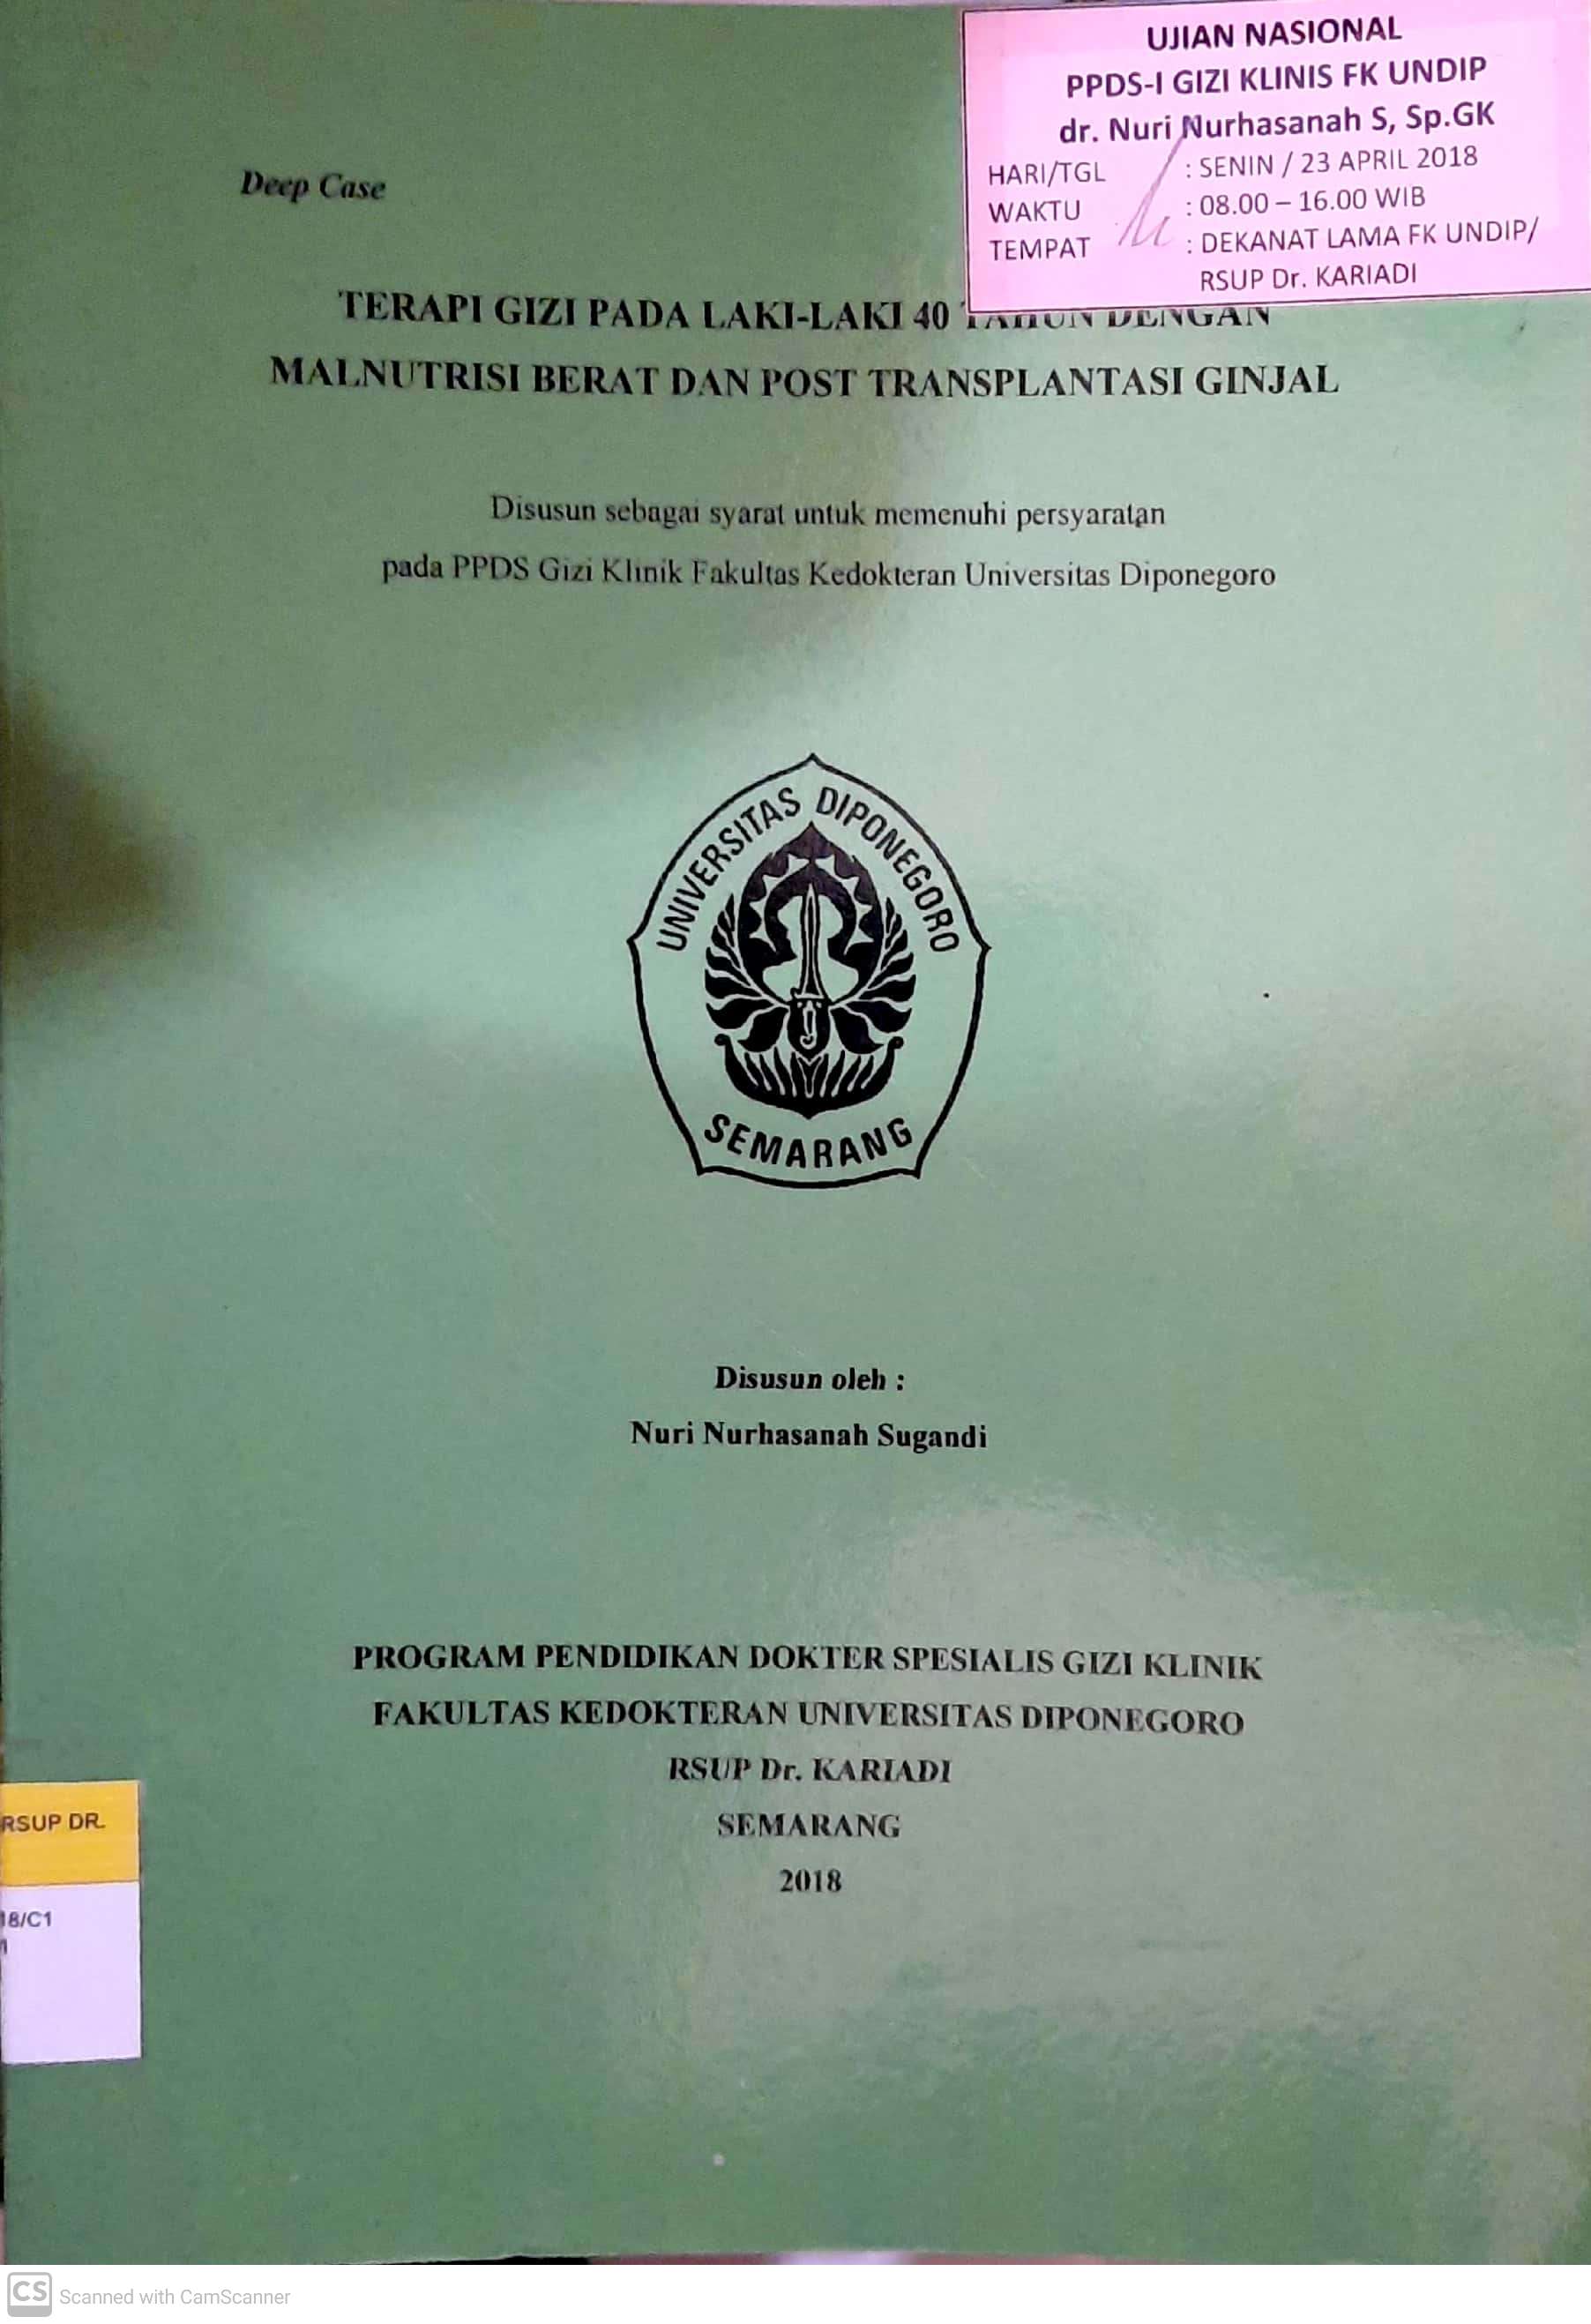 UJIAN NASIONAL
PPDS-I GIZI KLINIS FK UNDIP
dr. Nuri Nurhasanah S, Sp.GK
HARI/TGL : SENIN / 23 APRIL 2018
WAKTU : 08.00 – 16.00 WIB
TEMPAT : DEKANAT LAMA FK UNDIP/
RSUP Dr. KARIADI
Deep Case
TERAPI GIZI PADA LAKI-LAKI 40 TAHUN DENGAN
MALNUTRISI BERAT DAN POST TRANSPLANTASI GINJAL
Disusun sebagai syarat untuk memenuhi persyaratan
pada PPDS Gizi Klinik Fakultas Kedokteran Universitas Diponegoro
UNIVERSITAS DIPONEGORO
SEMARANG
Disusun oleh :
Nuri Nurhasanah Sugandi
PROGRAM PENDIDIKAN DOKTER SPESIALIS GIZI KLINIK
FAKULTAS KEDOKTERAN UNIVERSITAS DIPONEGORO
RSUP Dr. KARIADI
SEMARANG
2018
RSUP DR.
18/C1
CS Scanned with CamScanner